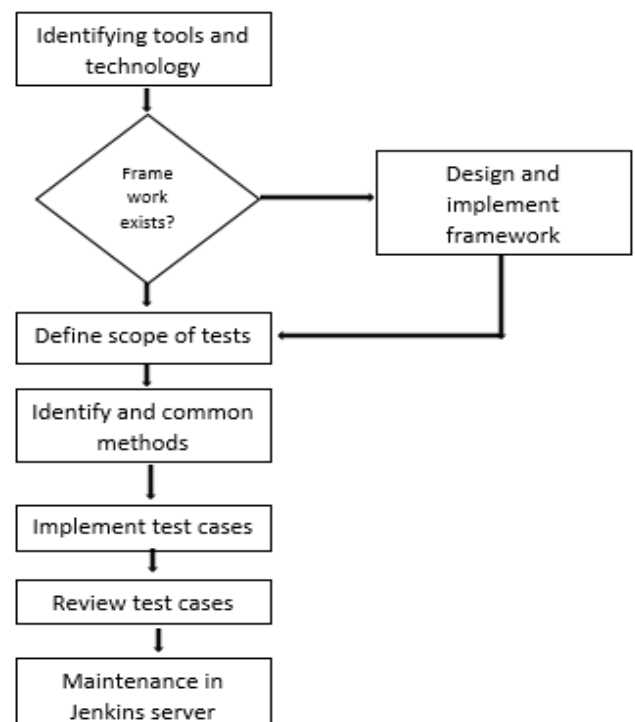 Identifying tools and
technology
Frame
work
exists?
Design and
implement
framework
Define scope of tests
Identify and common
methods
Implement test cases
Review test cases
Maintenance in
Jenkins server